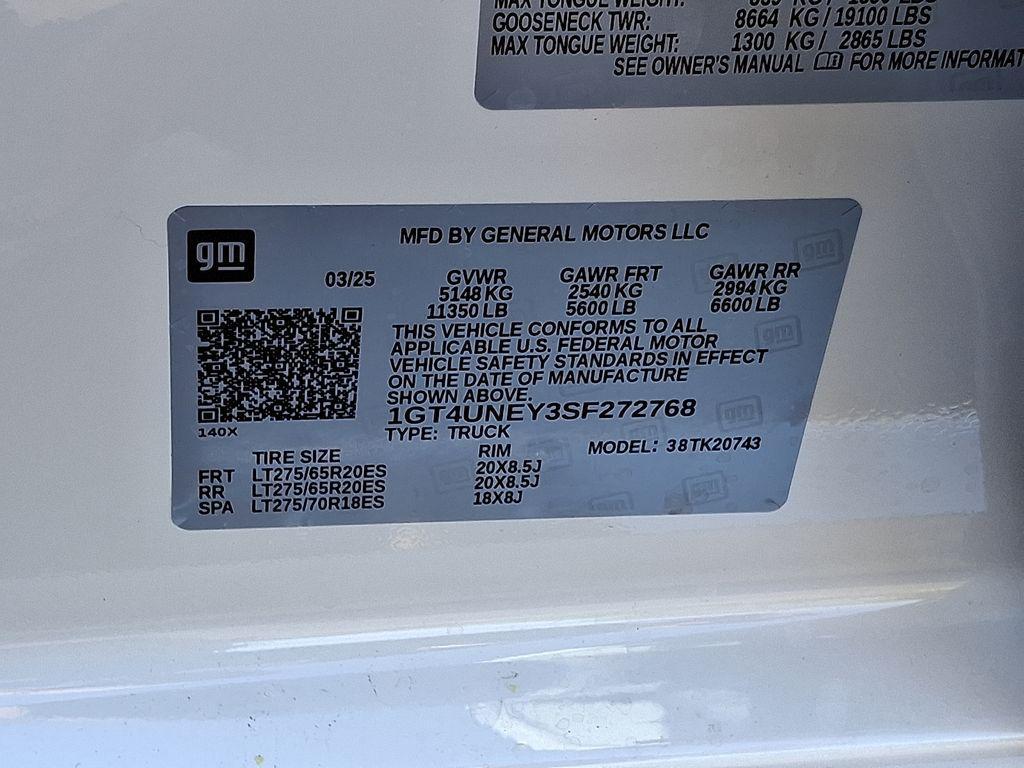 MAX TONGUE WEIGHT:
GOOSENECK TWR: 8664 KG / 19100 LBS
MAX TONGUE WEIGHT: 1300 KG / 2865 LBS
SEE OWNER'S MANUAL FOR MORE INFORMAT
gm
MFD BY GENERAL MOTORS LLC
03/25 GVWR GAWR FRT GAWR RR
5148 KG 2540 KG 2994 KG
11350 LB 5600 LB 6600 LB
THIS VEHICLE CONFORMS TO ALL
APPLICABLE U.S. FEDERAL MOTOR
VEHICLE SAFETY STANDARDS IN EFFECT
ON THE DATE OF MANUFACTURE
SHOWN ABOVE.
1GT4UNEY3SF272768
140X
TYPE: TRUCK
MODEL: 38TK20743
TIRE SIZE RIM
FRT LT275/65R20ES 20X8.5J
RR LT275/65R20ES 20X8.5J
SPA LT275/70R18ES 18X8J